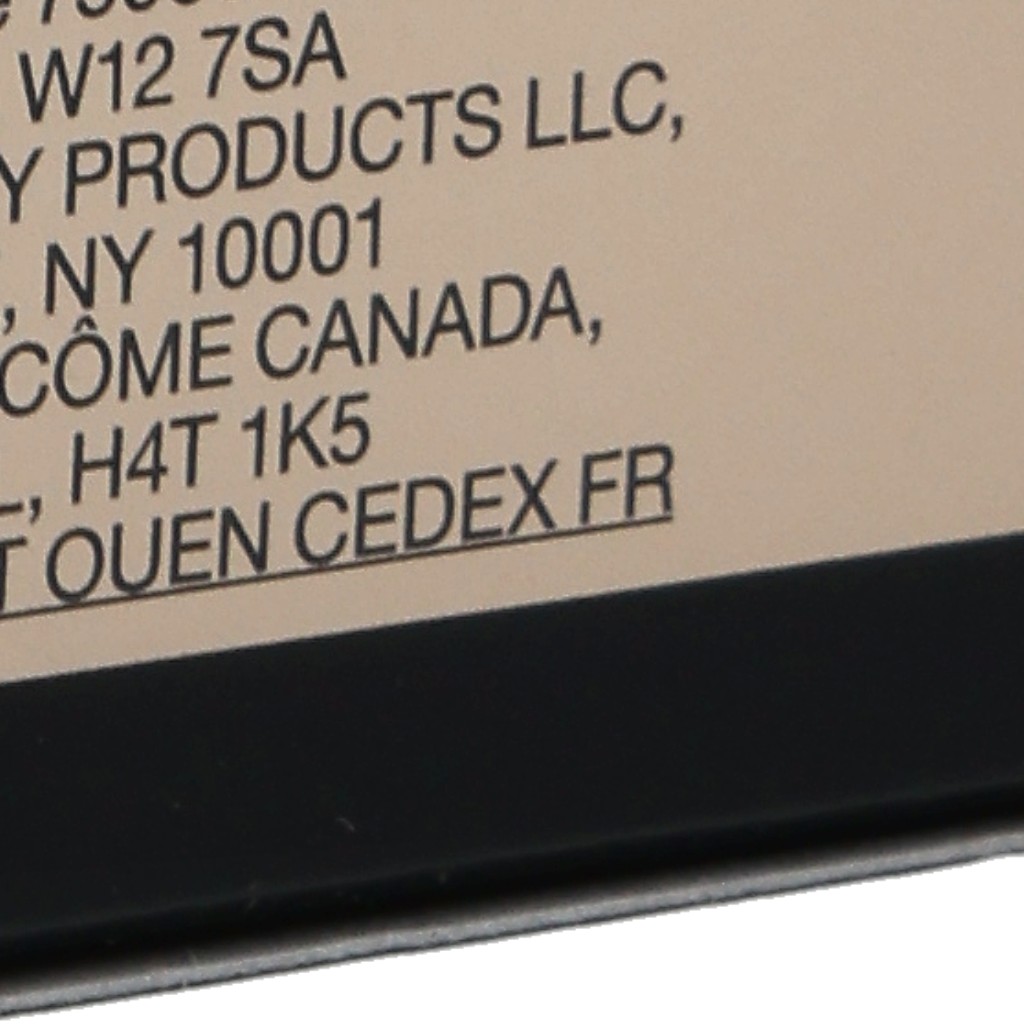 W12 7SA
Y PRODUCTS LLC,
, NY 10001
CÔME CANADA,
, H4T 1K5
T OUEN CEDEX FR